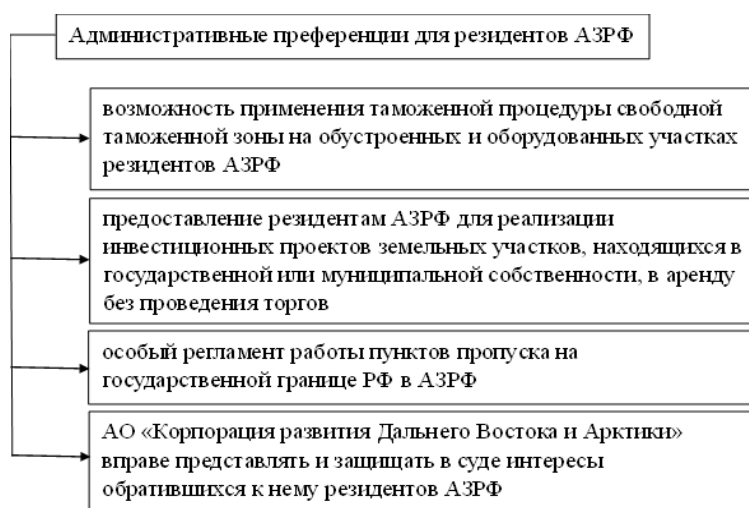 Административные преференции для резидентов АЗРФ
возможность применения таможенной процедуры свободной
таможенной зоны на обустроенных и оборудованных участках
резидентов АЗРФ
предоставление резидентам АЗРФ для реализации
инвестиционных проектов земельных участков, находящихся в
государственной или муниципальной собственности, в аренду
без проведения торгов
особый регламент работы пунктов пропуска на
государственной границе РФ в АЗРФ
АО «Корпорация развития Дальнего Востока и Арктики»
вправе представлять и защищать в суде интересы
обратившихся к нему резидентов АЗРФ